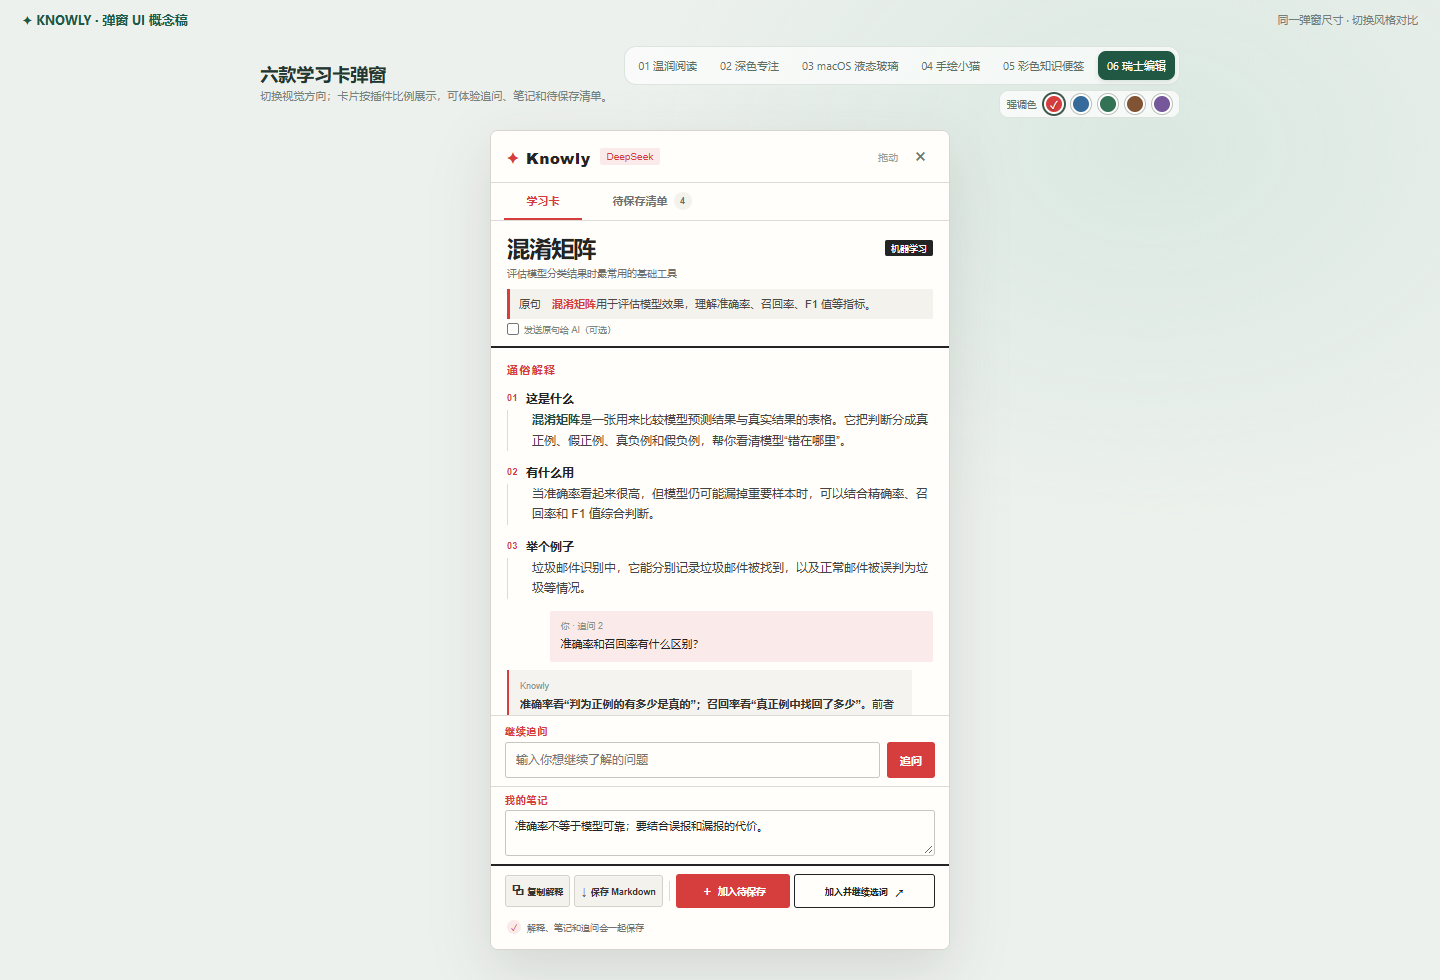 ✦ KNOWLY · 弹窗 UI 概念稿
同一弹窗尺寸 · 切换风格对比
六款学习卡弹窗
切换视觉方向；卡片按插件比例展示，可体验追问、笔记和待保存清单。
01 温润阅读 02 深色专注 03 macOS 液态玻璃 04 手绘小猫 05 彩色知识便签 06 瑞士编辑
强调色 ✓
✦ Knowly DeepSeek 拖动 ✕
学习卡 待保存清单 4
混淆矩阵 机器学习
评估模型分类结果时最常用的基础工具
原句 混淆矩阵用于评估模型效果，理解准确率、召回率、F1 值等指标。
发送原句给 AI（可选）
通俗解释
01 这是什么
混淆矩阵是一张用来比较模型预测结果与真实结果的表格。它把判断分成真
正例、假正例、真负例和假负例，帮你看清模型“错在哪里”。
02 有什么用
当准确率看起来很高，但模型仍可能漏掉重要样本时，可以结合精确率、召
回率和 F1 值综合判断。
03 举个例子
垃圾邮件识别中，它能分别记录垃圾邮件被找到，以及正常邮件被误判为垃
圾等情况。
你 · 追问 2
准确率和召回率有什么区别？
Knowly
准确率看“判为正例的有多少是真的”；召回率看“真正例中找回了多少”。前者
继续追问
输入你想继续了解的问题 追问
我的笔记
准确率不等于模型可靠；要结合误报和漏报的代价。
复制解释 ↓ 保存 Markdown ＋ 加入待保存 加入并继续选词 ↗
✓ 解释、笔记和追问会一起保存